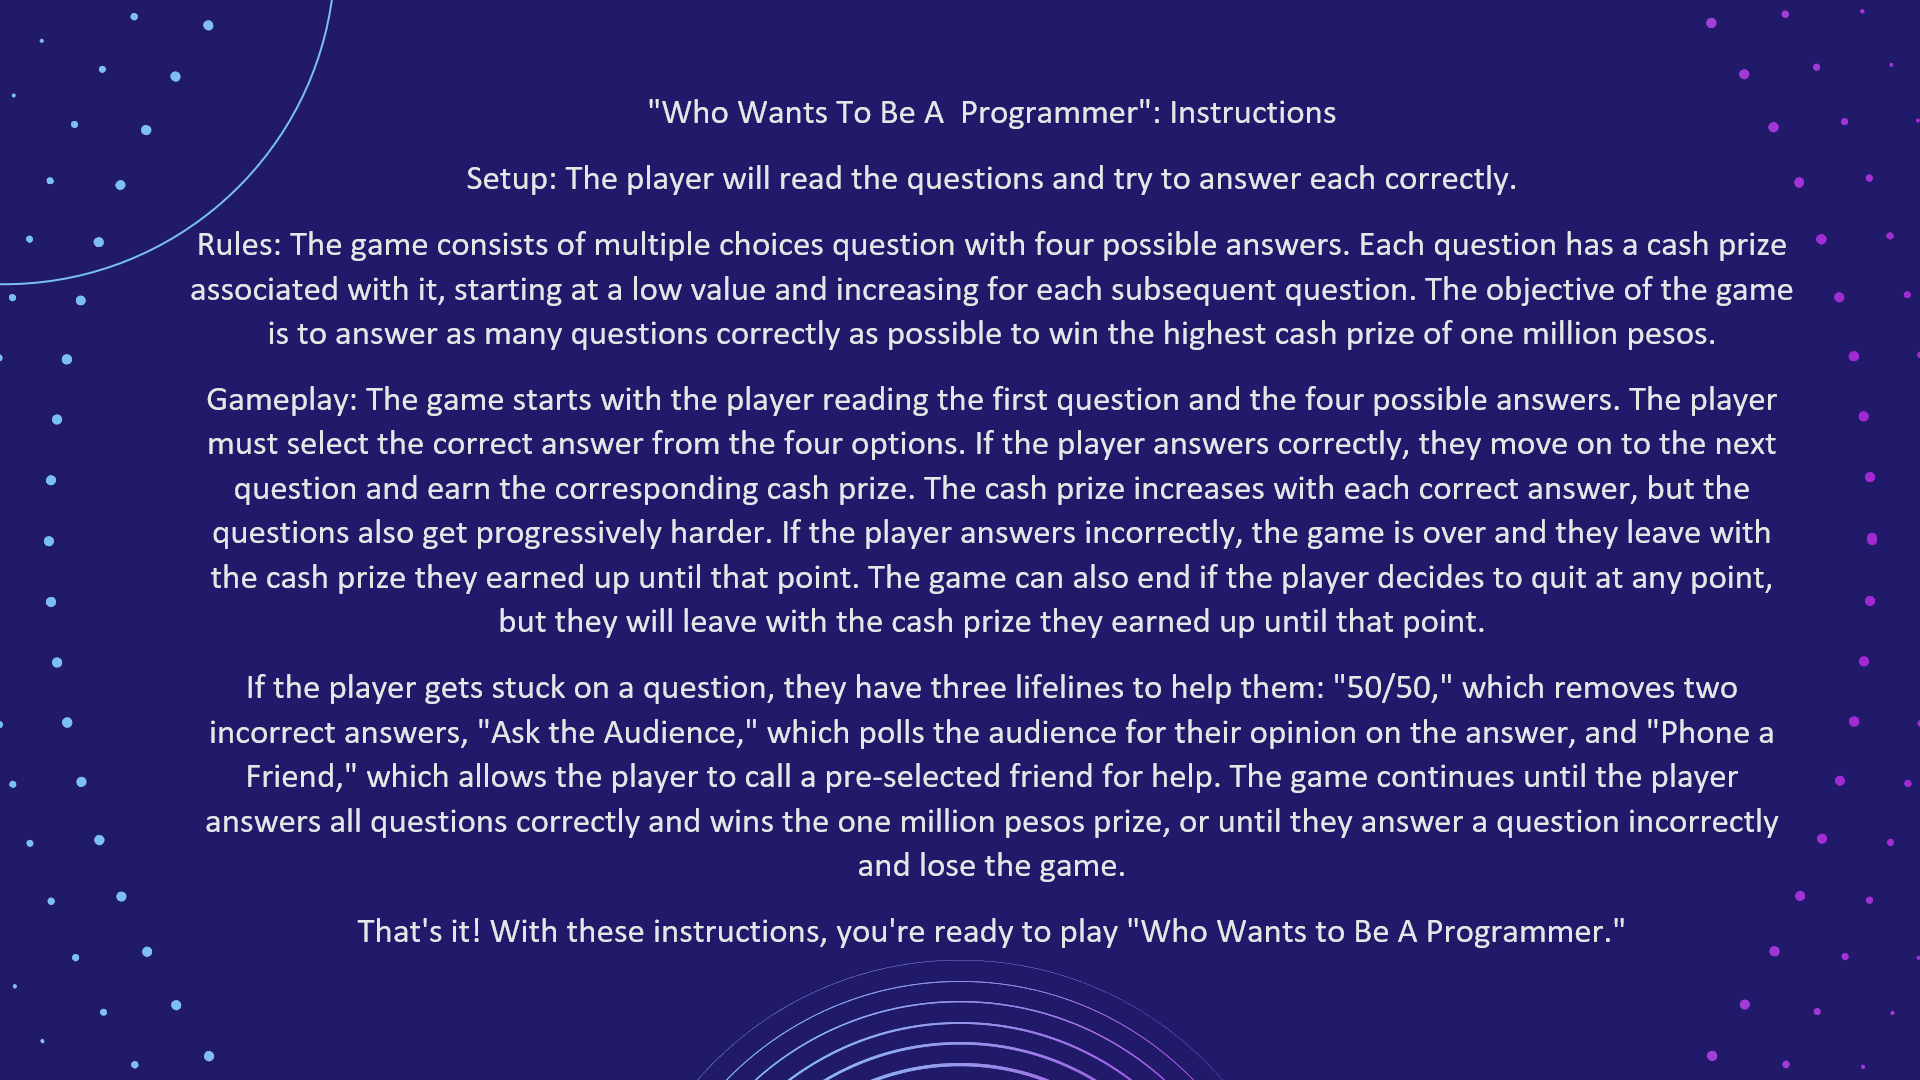 "Who Wants To Be A  Programmer": Instructions
Setup: The player will read the questions and try to answer each correctly.
Rules: The game consists of multiple choices question with four possible answers. Each question has a cash prize
associated with it, starting at a low value and increasing for each subsequent question. The objective of the game
is to answer as many questions correctly as possible to win the highest cash prize of one million pesos.
Gameplay: The game starts with the player reading the first question and the four possible answers. The player
must select the correct answer from the four options. If the player answers correctly, they move on to the next
question and earn the corresponding cash prize. The cash prize increases with each correct answer, but the
questions also get progressively harder. If the player answers incorrectly, the game is over and they leave with
the cash prize they earned up until that point. The game can also end if the player decides to quit at any point,
but they will leave with the cash prize they earned up until that point.
If the player gets stuck on a question, they have three lifelines to help them: "50/50," which removes two
incorrect answers, "Ask the Audience," which polls the audience for their opinion on the answer, and "Phone a
Friend," which allows the player to call a pre-selected friend for help. The game continues until the player
answers all questions correctly and wins the one million pesos prize, or until they answer a question incorrectly
and lose the game.
That's it! With these instructions, you're ready to play "Who Wants to Be A Programmer."